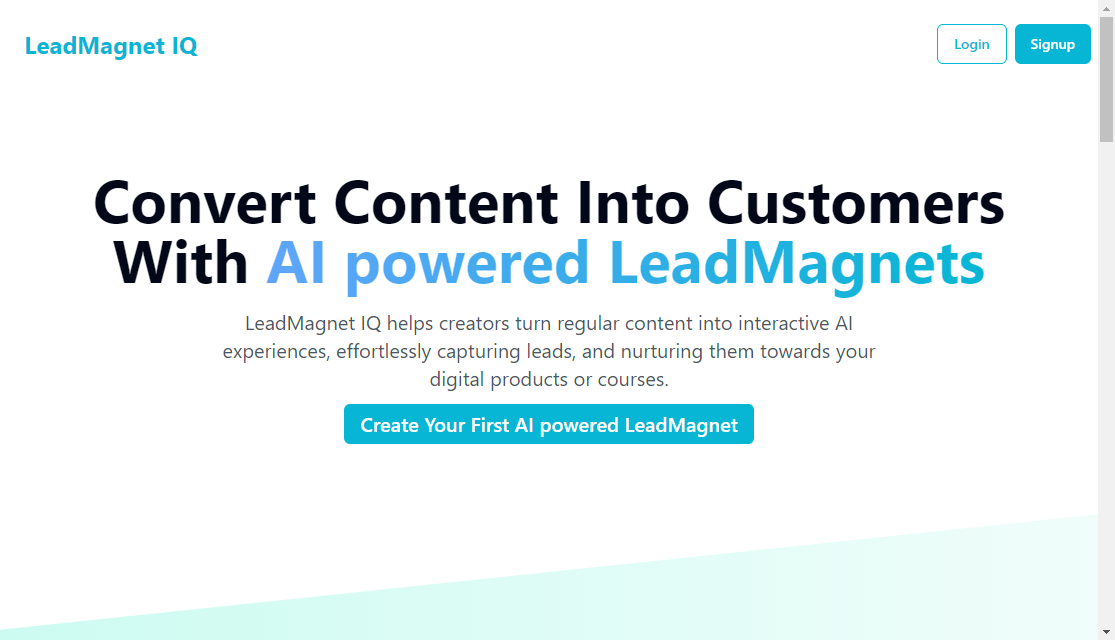 LeadMagnet IQ
Login
Signup
Convert Content Into Customers
With AI powered LeadMagnets
LeadMagnet IQ helps creators turn regular content into interactive AI
experiences, effortlessly capturing leads, and nurturing them towards your
digital products or courses.
Create Your First AI powered LeadMagnet